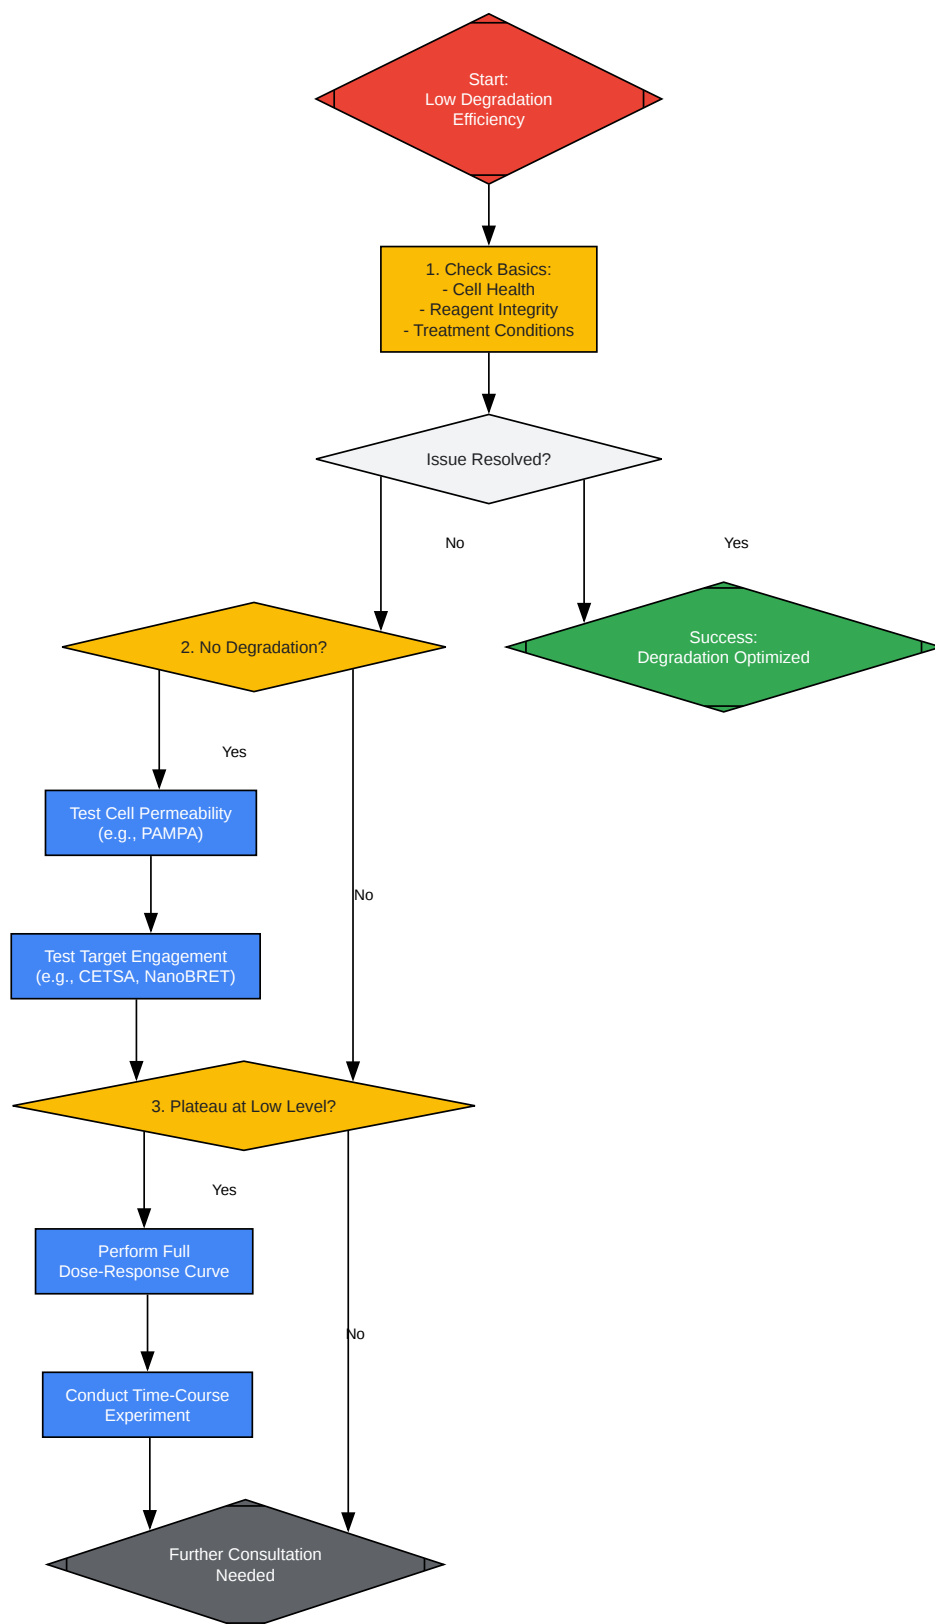 Start:
Low Degradation
Efficiency
1. Check Basics:
- Cell Health
- Reagent Integrity
- Treatment Conditions
Issue Resolved?
No
Yes
2. No Degradation?
Success:
Degradation Optimized
Yes
Test Cell Permeability
(e.g., PAMPA)
No
Test Target Engagement
(e.g., CETSA, NanoBRET)
3. Plateau at Low Level?
Yes
Perform Full
Dose-Response Curve
No
Conduct Time-Course
Experiment
Further Consultation
Needed